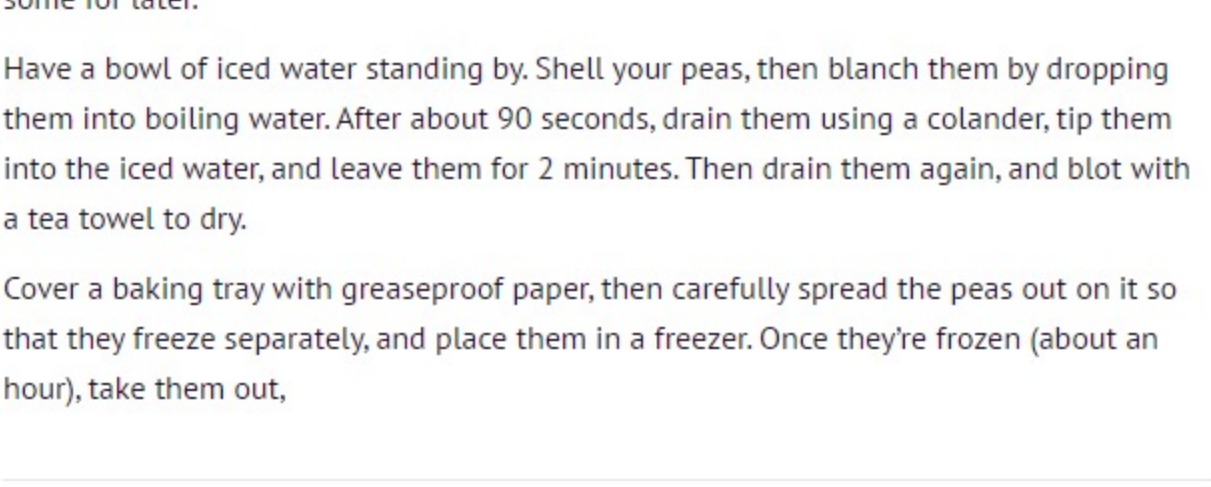 some for later.
Have a bowl of iced water standing by. Shell your peas, then blanch them by dropping
them into boiling water. After about 90 seconds, drain them using a colander, tip them
into the iced water, and leave them for 2 minutes. Then drain them again, and blot with
a tea towel to dry.
Cover a baking tray with greaseproof paper, then carefully spread the peas out on it so
that they freeze separately, and place them in a freezer. Once they’re frozen (about an
hour), take them out,